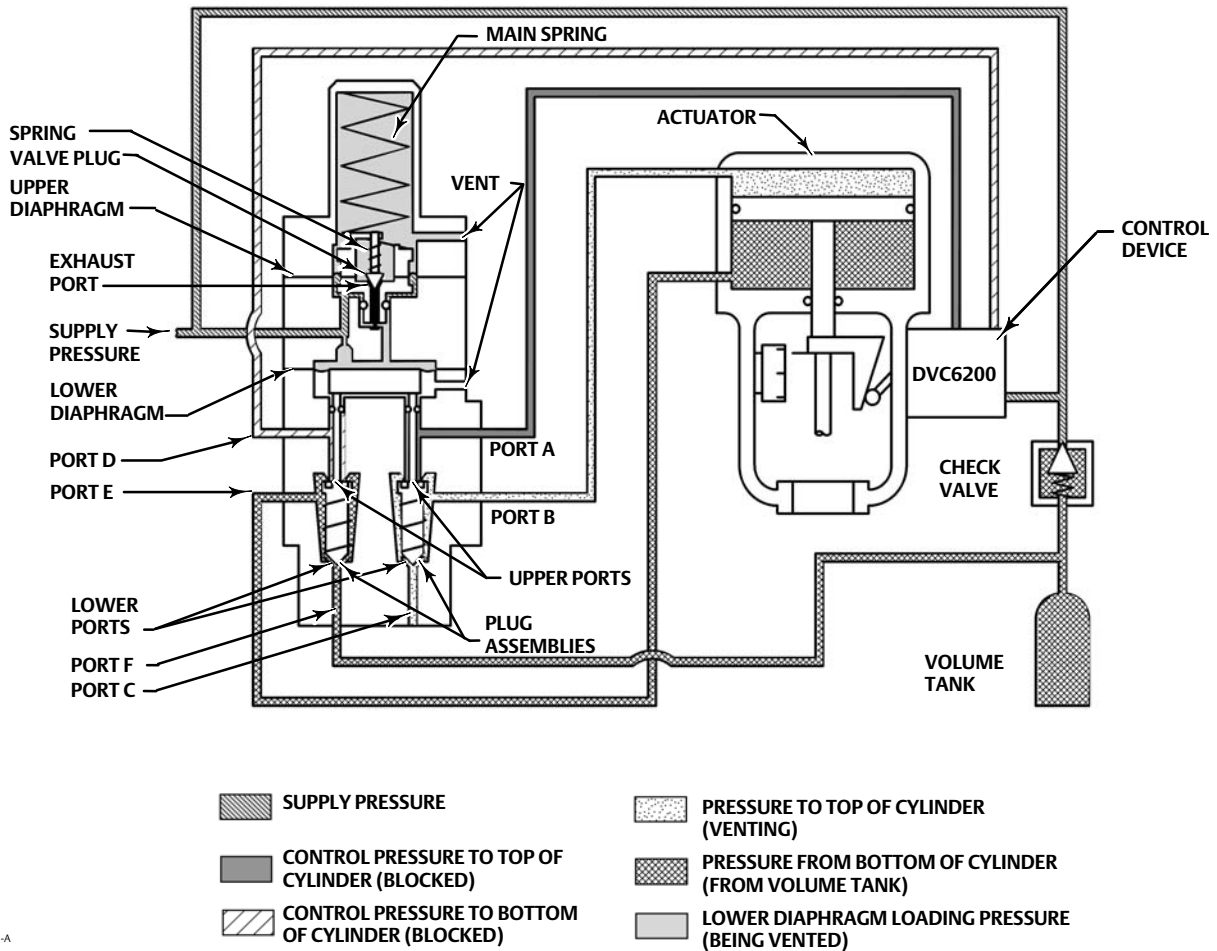 MAIN SPRING
SPRING
VALVE PLUG
UPPER
DIAPHRAGM
EXHAUST
PORT
SUPPLY
PRESSURE
LOWER
DIAPHRAGM
PORT D
PORT E
LOWER
PORTS
PORT F
PORT C
VENT
PORT A
PORT B
UPPER PORTS
PLUG
ASSEMBLIES
ACTUATOR
CONTROL
DEVICE
DVC6200
CHECK
VALVE
VOLUME
TANK
SUPPLY PRESSURE
CONTROL PRESSURE TO TOP OF
CYLINDER (BLOCKED)
CONTROL PRESSURE TO BOTTOM
OF CYLINDER (BLOCKED)
PRESSURE TO TOP OF CYLINDER
(VENTING)
PRESSURE FROM BOTTOM OF CYLINDER
(FROM VOLUME TANK)
LOWER DIAPHRAGM LOADING PRESSURE
(BEING VENTED)
-A